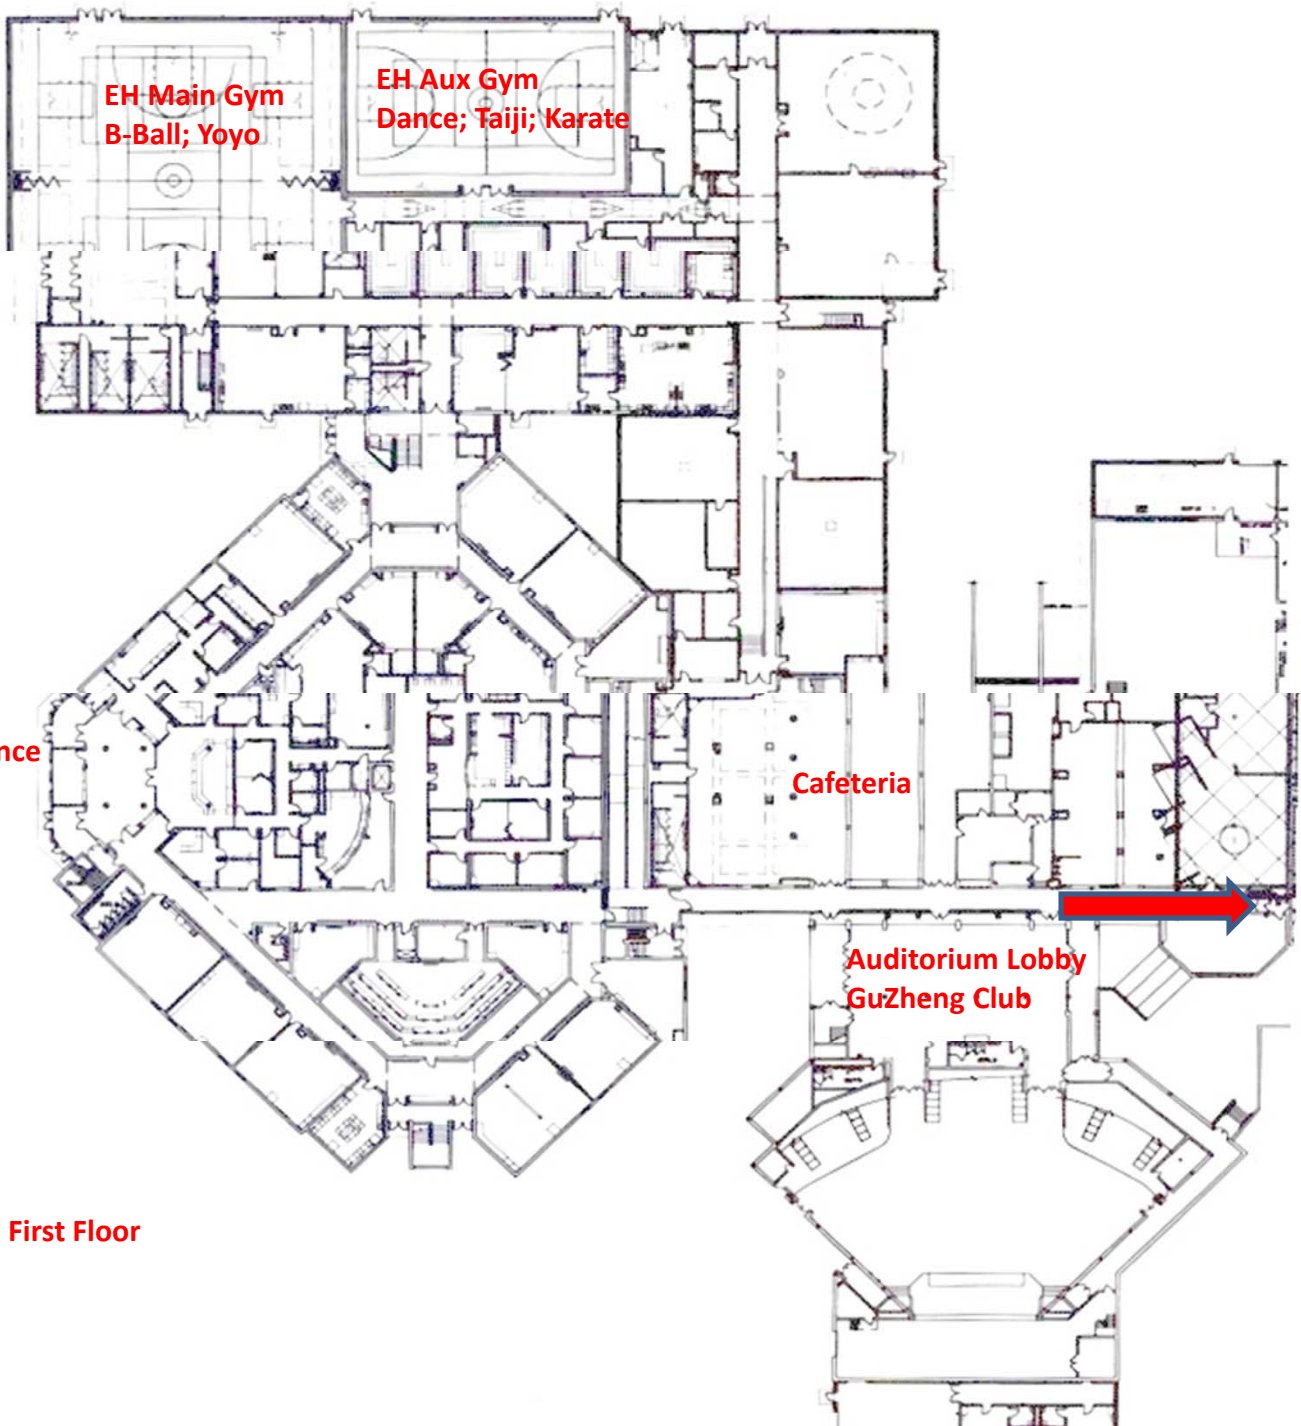 EH Main Gym
B-Ball; Yoyo
EH Aux Gym
Dance; Taiji; Karate
nce
Cafeteria
Auditorium Lobby
GuZheng Club
First Floor